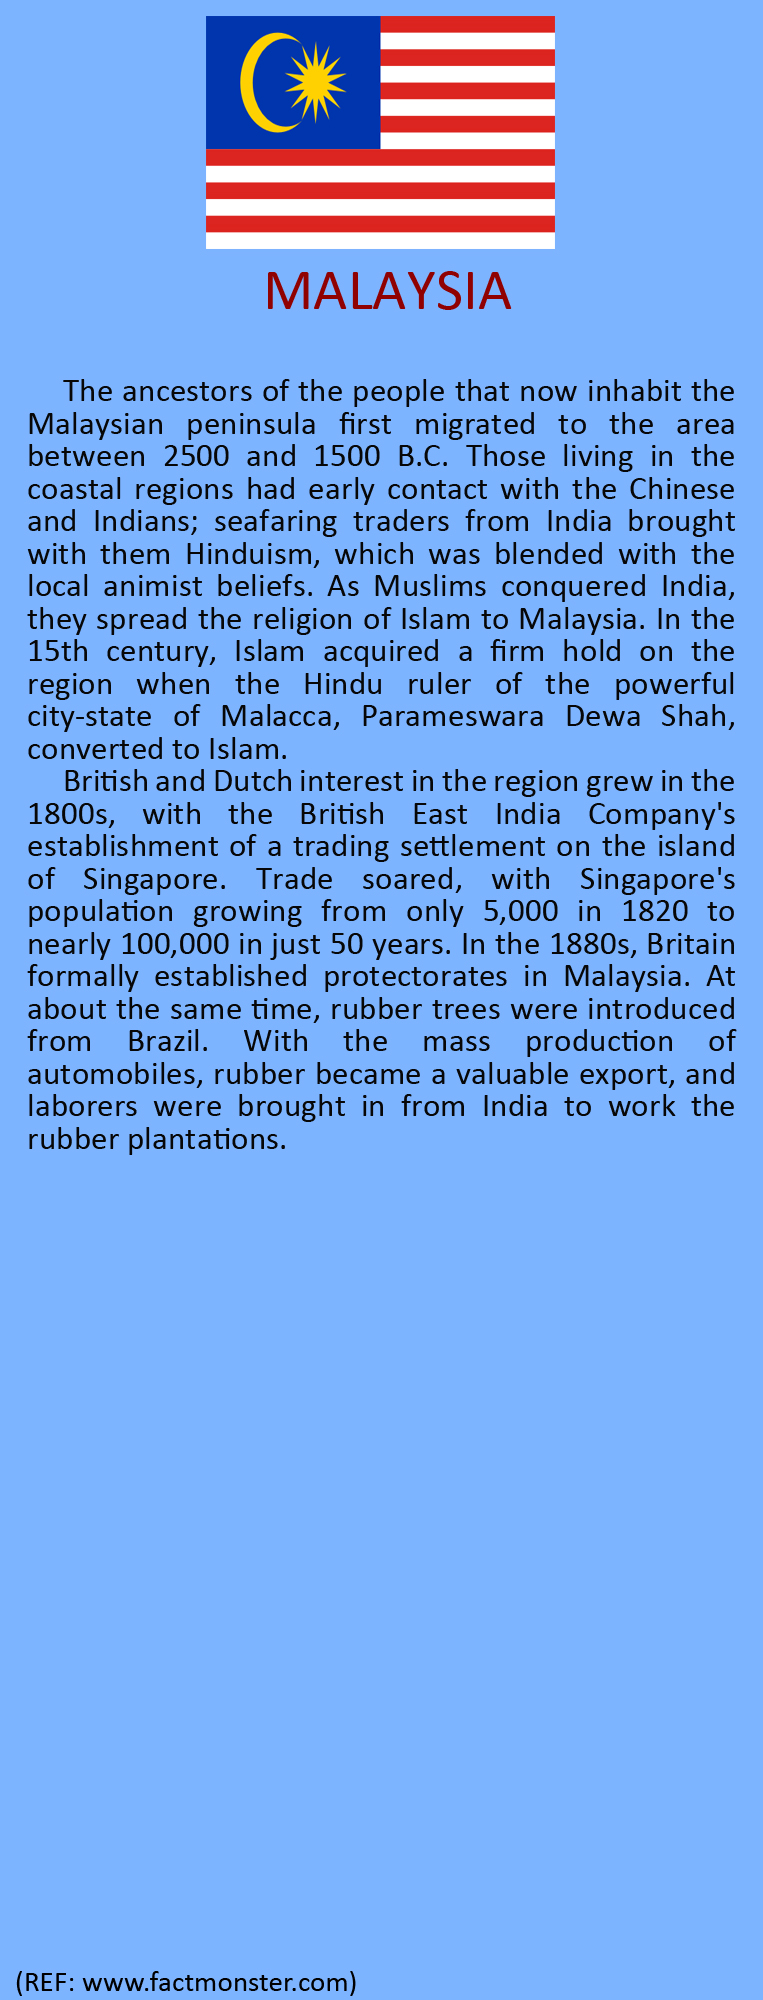 MALAYSIA
The ancestors of the people that now inhabit the
Malaysian peninsula first migrated to the area
between 2500 and 1500 B.C. Those living in the
coastal regions had early contact with the Chinese
and Indians; seafaring traders from India brought
with them Hinduism, which was blended with the
local animist beliefs. As Muslims conquered India,
they spread the religion of Islam to Malaysia. In the
15th century, Islam acquired a firm hold on the
region when the Hindu ruler of the powerful
city-state of Malacca, Parameswara Dewa Shah,
converted to Islam.
British and Dutch interest in the region grew in the
1800s, with the British East India Company's
establishment of a trading settlement on the island
of Singapore. Trade soared, with Singapore's
population growing from only 5,000 in 1820 to
nearly 100,000 in just 50 years. In the 1880s, Britain
formally established protectorates in Malaysia. At
about the same time, rubber trees were introduced
from Brazil. With the mass production of
automobiles, rubber became a valuable export, and
laborers were brought in from India to work the
rubber plantations.
(REF: www.factmonster.com)